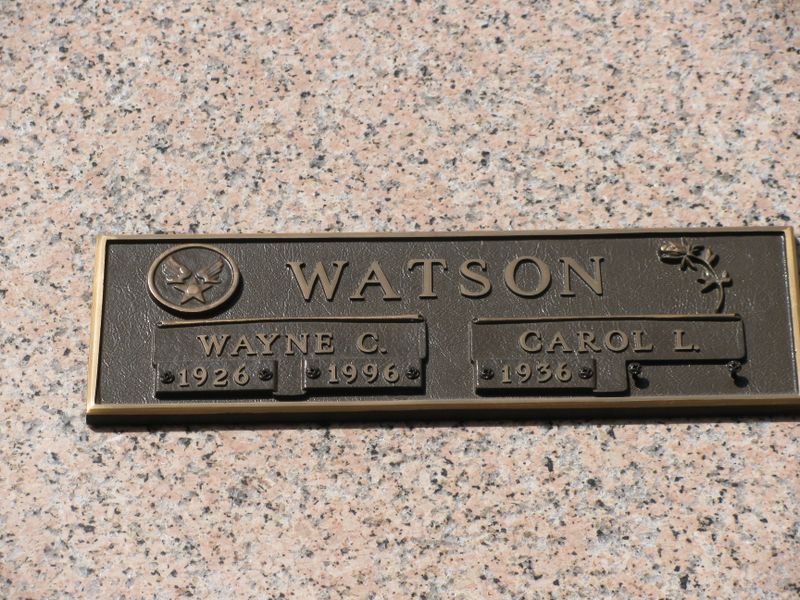 WATSON
WAYNE C. CAROL L.
1926 1996 1936